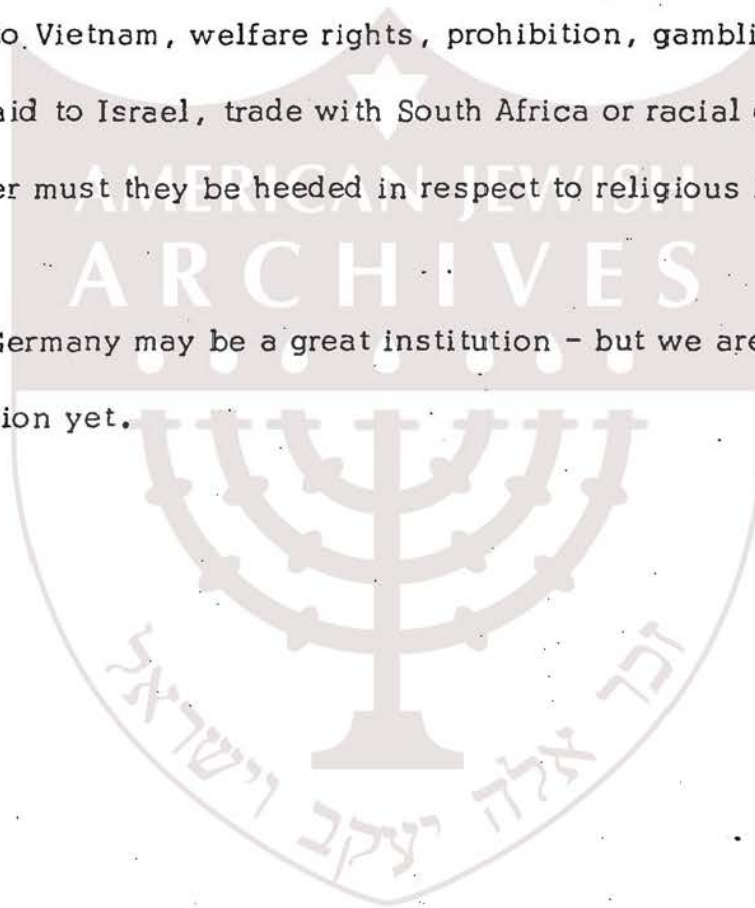 o Vietnam, welfare rights, prohibition, gambli
aid to Israel, trade with South Africa or racial
er must they be heeded in respect to religious
AMERICAN JEWISH
ARCHIVES
Germany may be a great institution - but we are
ion yet.
זכר אלה יעקב וישראל